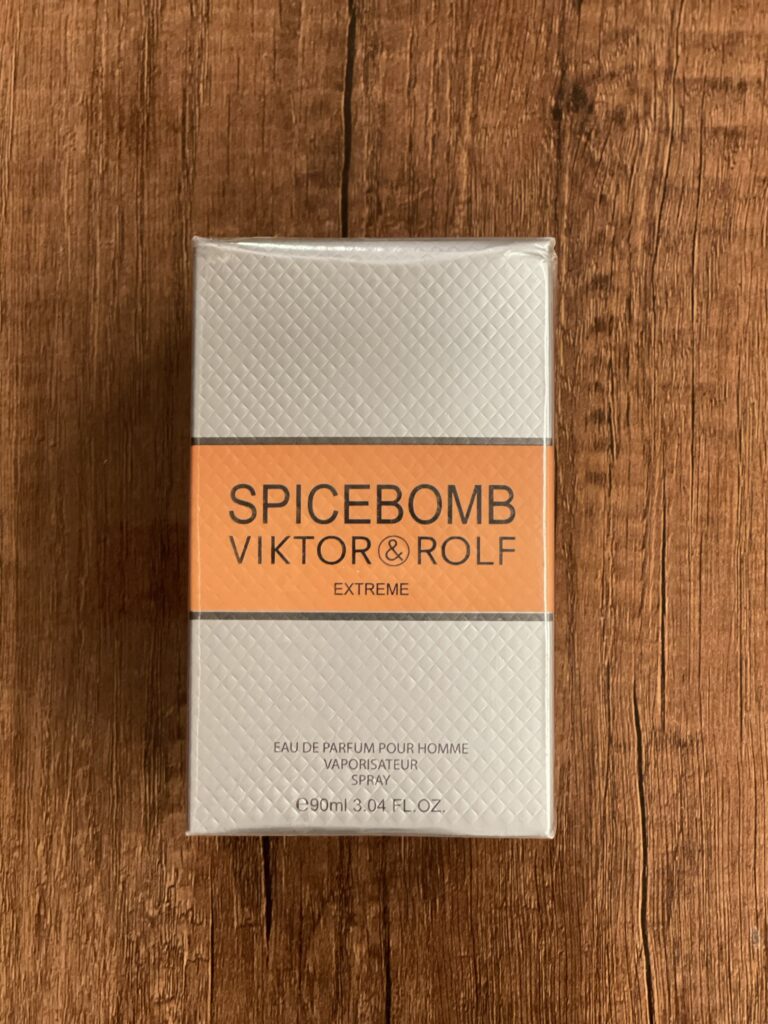 SPICEBOMB
VIKTOR&ROLF
EXTREME
EAU DE PARFUM POUR HOMME
VAPORISATEUR
SPRAY
℮90ml 3.04 FL.OZ.